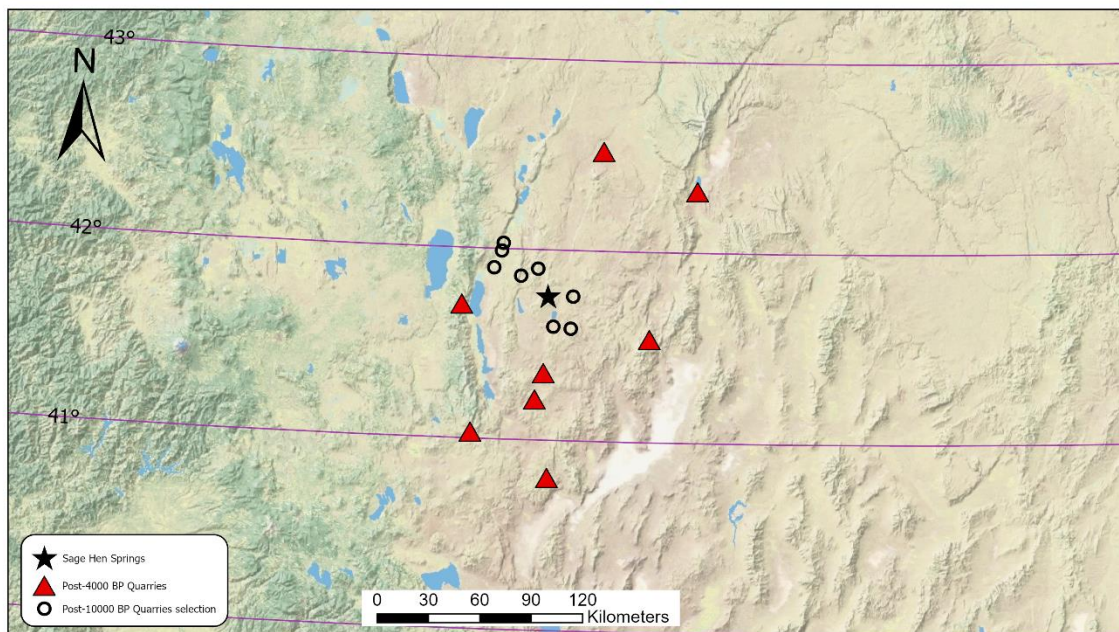 43°
N
42°
41°
Sage Hen Springs
Post-4000 BP Quarries
Post-10000 BP Quarries selection
0 30 60 90 120
Kilometers